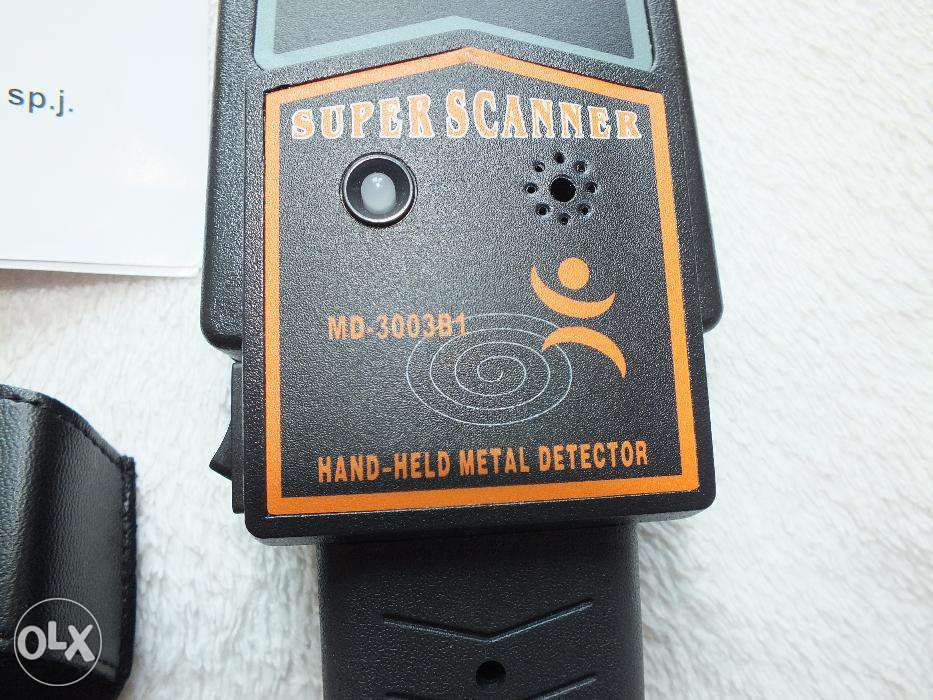 sp.j.
SUPER SCANNER
MD-3003B1
HAND-HELD METAL DETECTOR
OLX